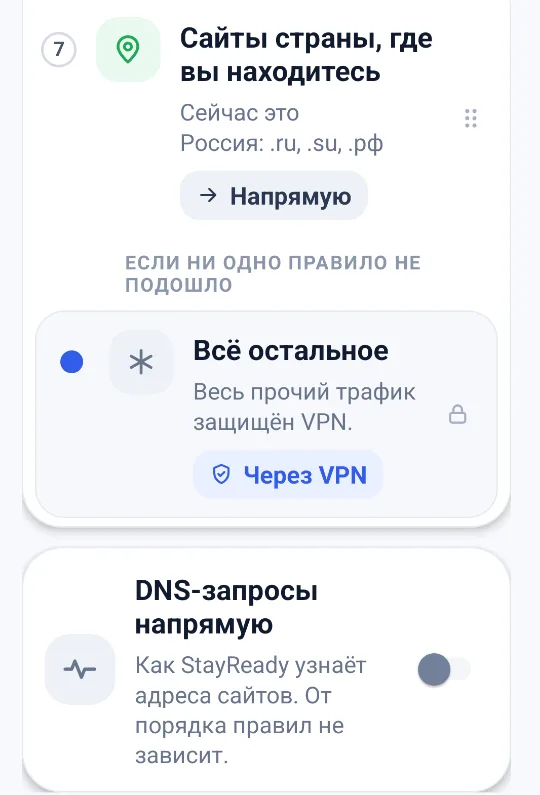 7
Сайты страны, где
вы находитесь
Сейчас это
Россия: .ru, .su, .рф
→ Напрямую
ЕСЛИ НИ ОДНО ПРАВИЛО НЕ
ПОДОШЛО
Всё остальное
Весь прочий трафик
защищён VPN.
Через VPN
DNS-запросы
напрямую
Как StayReady узнаёт
адреса сайтов. От
порядка правил не
зависит.